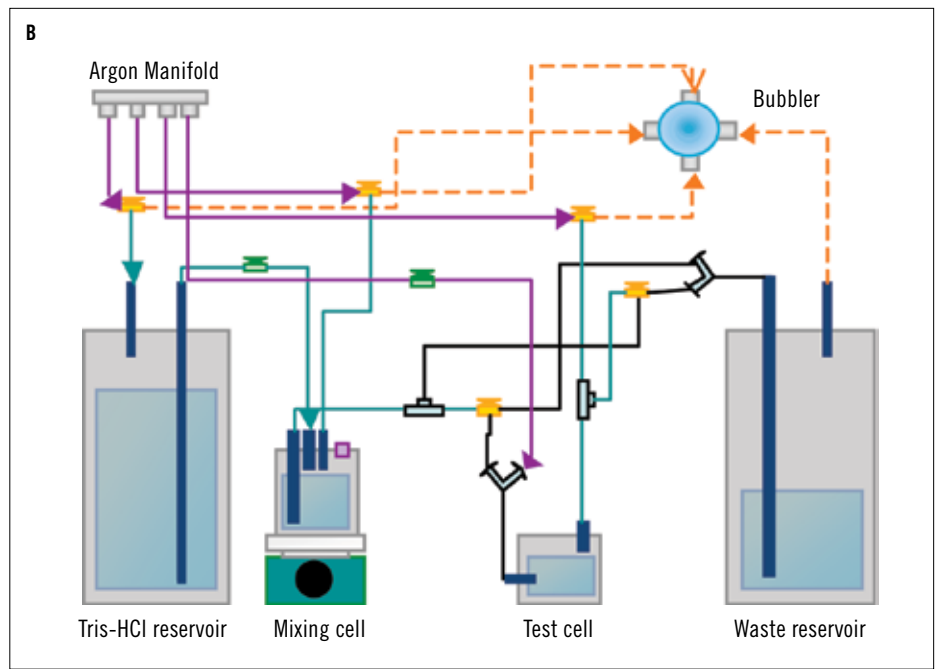 B
Argon Manifold
Bubbler
Tris-HCl reservoir
Mixing cell
Test cell
Waste reservoir